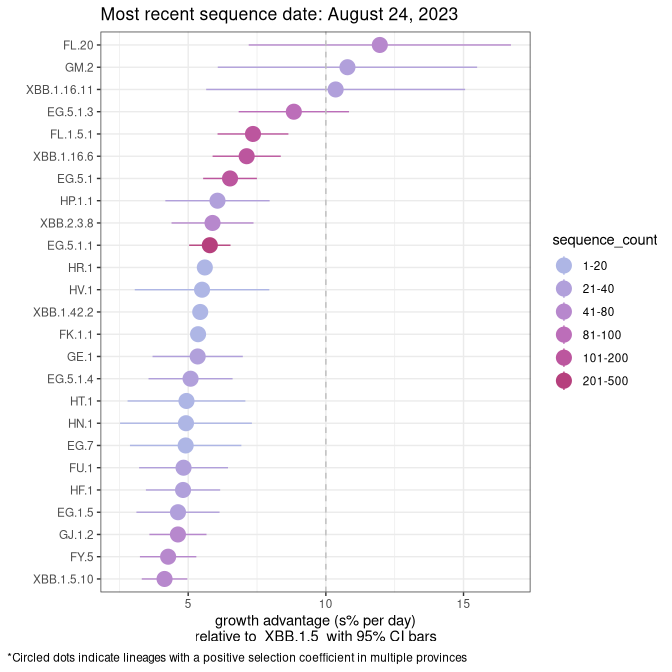 Most recent sequence date: August 24, 2023
FL.20
GM.2
XBB.1.16.11
EG.5.1.3
FL.1.5.1
XBB.1.16.6
EG.5.1
HP.1.1
XBB.2.3.8
EG.5.1.1
HR.1
HV.1
XBB.1.42.2
FK.1.1
GE.1
EG.5.1.4
HT.1
HN.1
EG.7
FU.1
HF.1
EG.1.5
GJ.1.2
FY.5
XBB.1.5.10
5 10 15
growth advantage (s% per day)
relative to XBB.1.5 with 95% CI bars
sequence_count
1-20
21-40
41-80
81-100
101-200
201-500
*Circled dots indicate lineages with a positive selection coefficient in multiple provinces